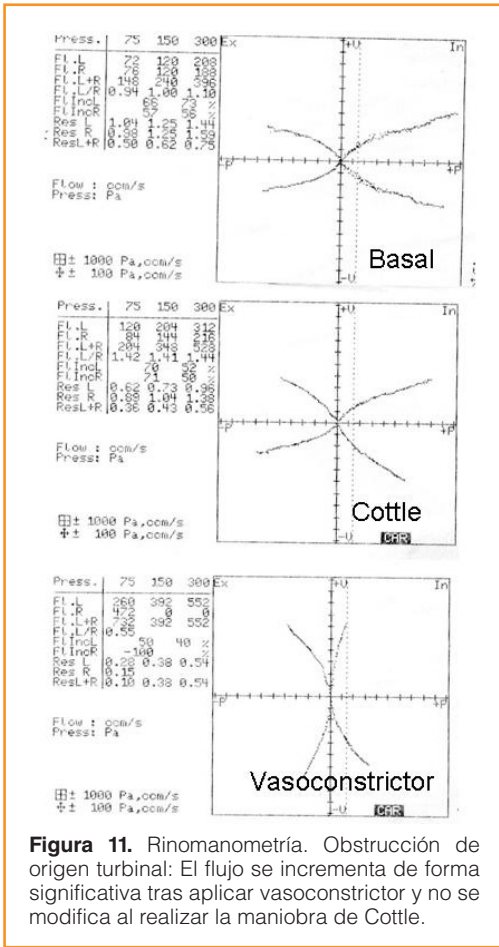 Press. 75 150 300 Ex +V In
Fl.L 72 120 208
Fl.R 76 120 188
Fl.L+R 148 240 396
Fl.L/R 0.94 1.00 1.10
FlIncL 66 73 %
FlIncR 57 56 %
Res L 1.04 1.25 1.44
Res R 0.98 1.25 1.59
ResL+R 0.50 0.62 0.75
-P +P
Flow : ccm/s
Press: Pa
Basal
± 1000 Pa,ccm/s
± 100 Pa,ccm/s
-V
Press. 75 150 300 Ex +V In
Fl.L 120 204 312
Fl.R 84 144 216
Fl.L+R 204 348 528
Fl.L/R 1.42 1.41 1.44
FlIncL 70 52 %
FlIncR 71 50 %
Res L 0.62 0.73 0.96
Res R 0.89 1.04 1.38
ResL+R 0.36 0.43 0.56
-P +P
Flow : ccm/s
Press: Pa
Cottle
± 1000 Pa,ccm/s
± 100 Pa,ccm/s
-V CAR
Press. 75 150 300 Ex +V In
Fl.L 260 392 552
Fl.R 472 0 0
Fl.L+R 732 392 552
Fl.L/R 0.55
FlIncL 50 40 %
FlIncR -100 %
Res L 0.28 0.38 0.54
Res R 0.15
ResL+R 0.10 0.38 0.54
-P +P
Flow : ccm/s
Press: Pa
Vasoconstrictor
± 1000 Pa,ccm/s
± 100 Pa,ccm/s
-V CAR
Figura 11. Rinomanometría. Obstrucción de
origen turbinal: El flujo se incrementa de forma
significativa tras aplicar vasoconstrictor y no se
modifica al realizar la maniobra de Cottle.